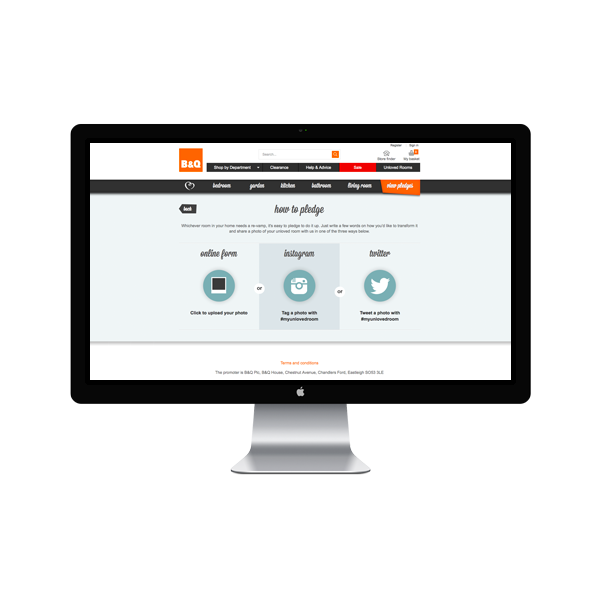 Register Sign in
B&Q
Search...
Store finder My basket
Shop by Department Clearance Help & Advice Sale Unloved Rooms
bedroom garden kitchen bathroom living room view pledges
back
how to pledge
Whichever room in your home needs a re-vamp, it's easy to pledge to do it up. Just write a few words on how you'd like to transform it
and share a photo of your unloved room with us in one of the three ways below.
online form instagram twitter
or or
Click to upload your photo Tag a photo with Tweet a photo with
#myunlovedroom #myunlovedroom
Terms and conditions
The promoter is B&Q Plc, B&Q House, Chestnut Avenue, Chandlers Ford, Eastleigh SO53 3LE